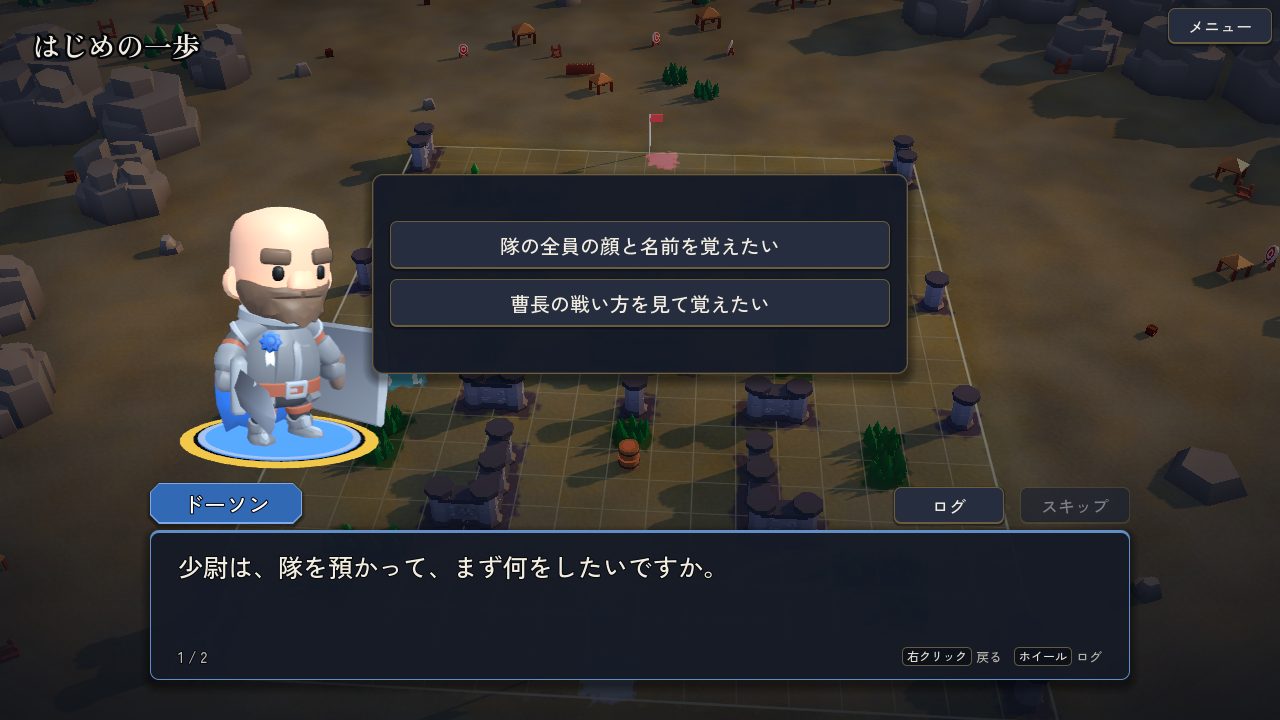 はじめの一歩
メニュー
隊の全員の顔と名前を覚えたい
曹長の戦い方を見て覚えたい
ドーソン
ログ
スキップ
少尉は、隊を預かって、まず何をしたいですか。
1 / 2
右クリック 戻る ホイール ログ